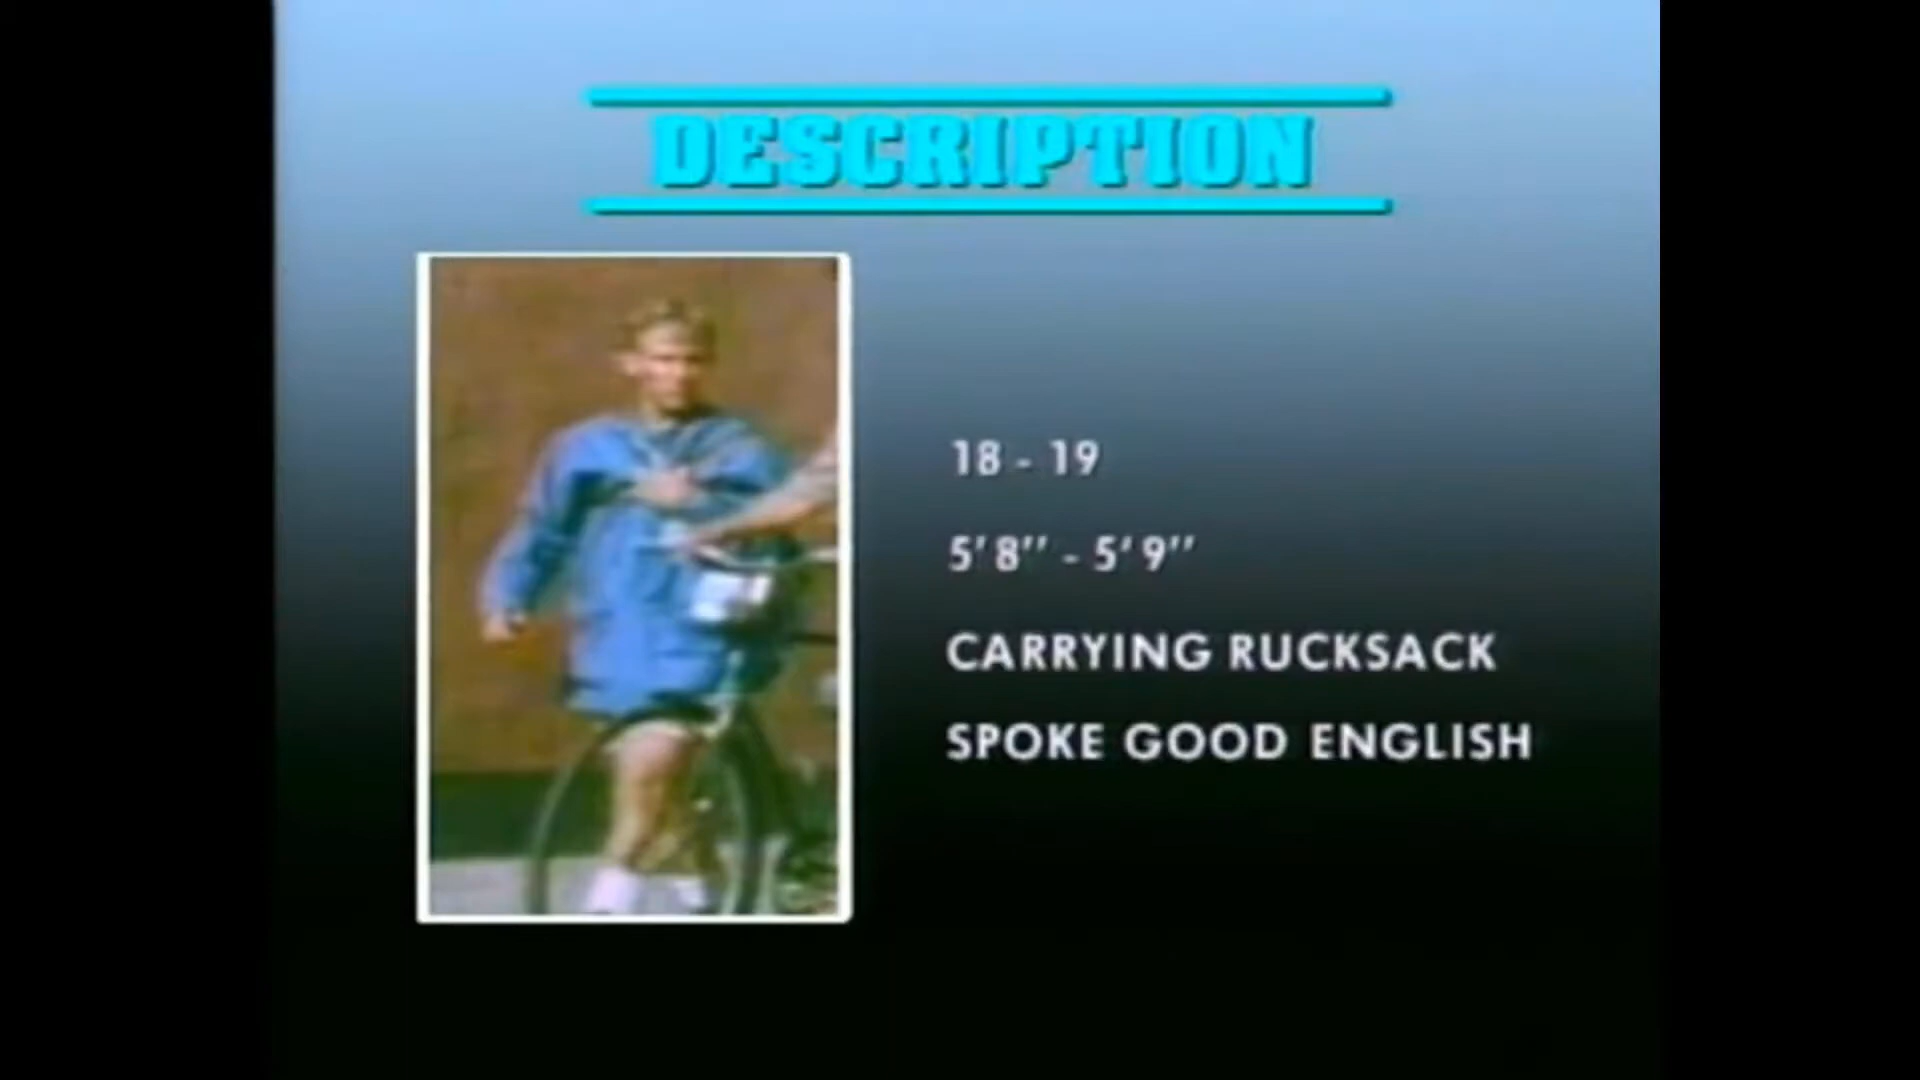 DESCRIPTION
18 - 19
5'8" - 5'9"
CARRYING RUCKSACK
SPOKE GOOD ENGLISH